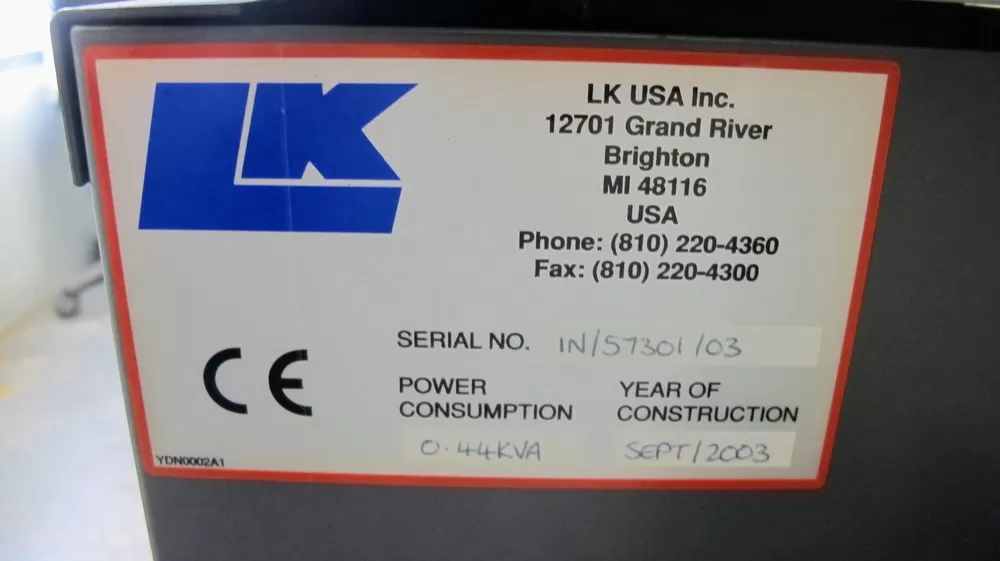 LK
LK USA Inc.
12701 Grand River
Brighton
MI 48116
USA
Phone: (810) 220-4360
Fax: (810) 220-4300
SERIAL NO. IN/57301/03
POWER CONSUMPTION
0.44KVA
YEAR OF CONSTRUCTION
SEPT/2003
CE
YDN0002A1